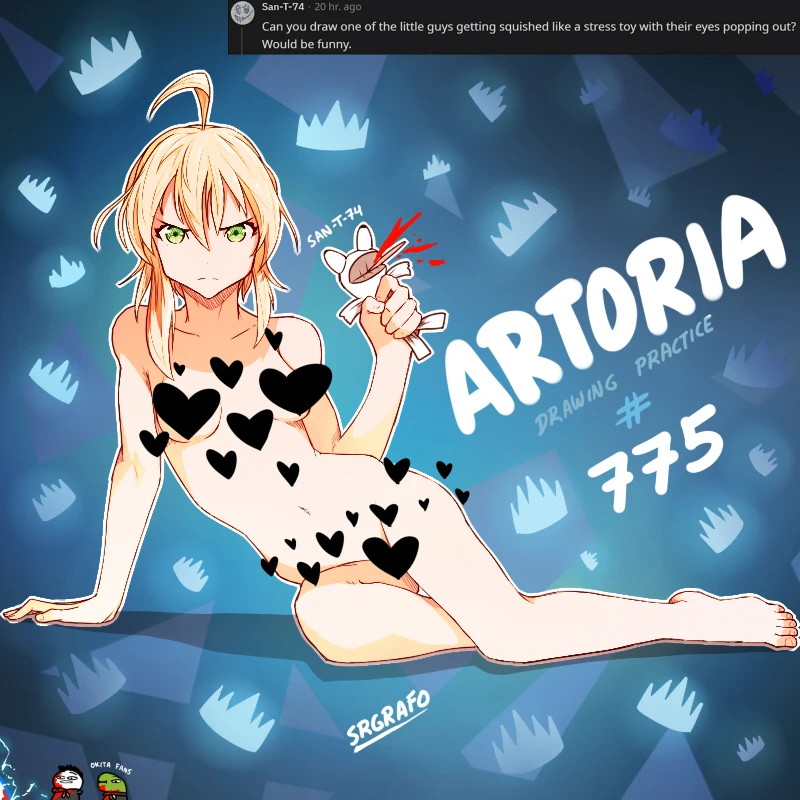 San-T-74 · 20 hr. ago
Can you draw one of the little guys getting squished like a stress toy with their eyes popping out?
Would be funny.
SAN-T-74
ARTORIA
DRAWING PRACTICE
#
775
SRGRAFO
OKITA FANS